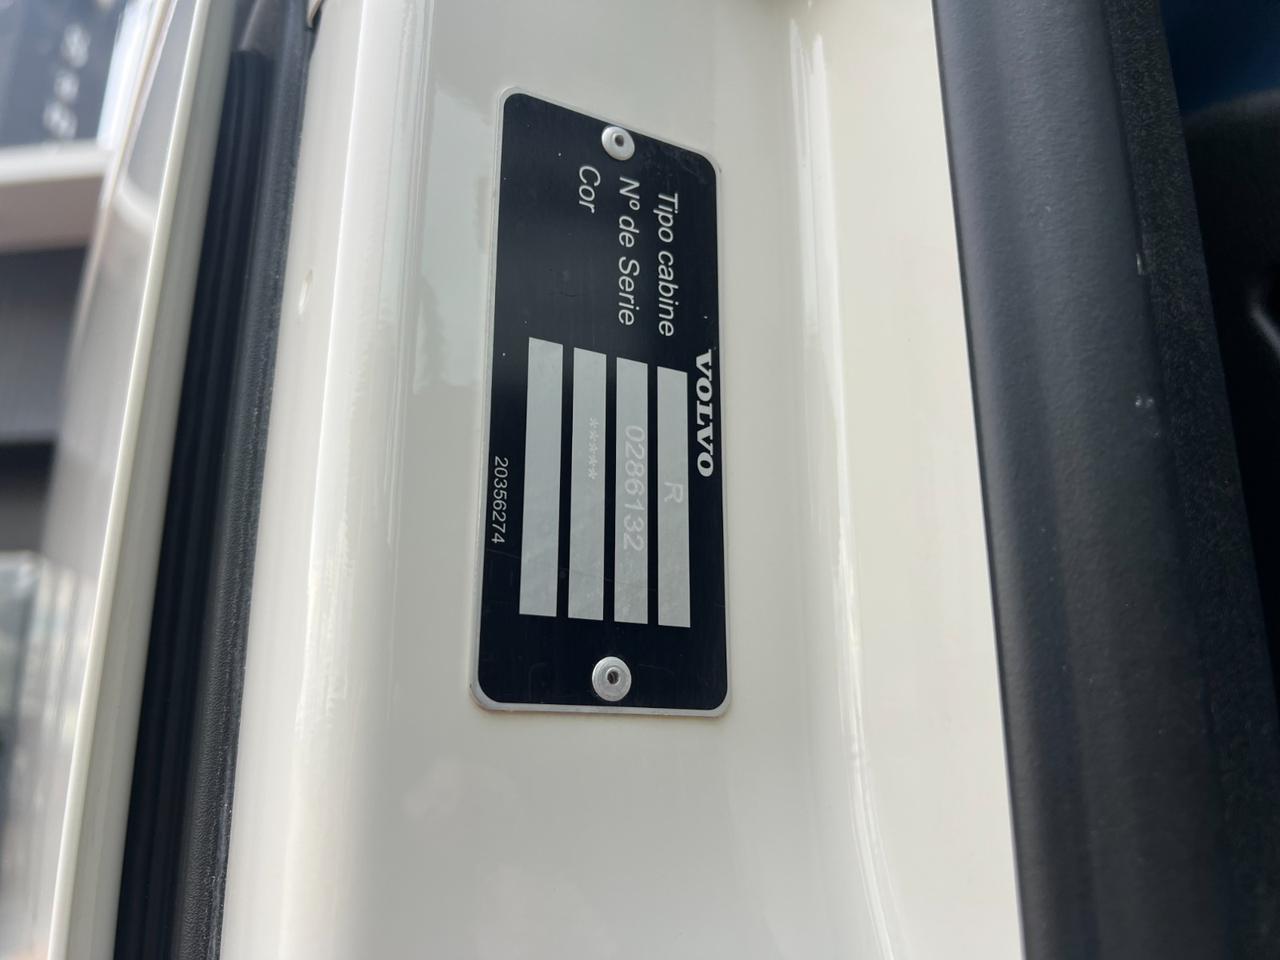 VOLVO
Tipo cabine R
Nº de Serie 0286132
Cor *****
20356274